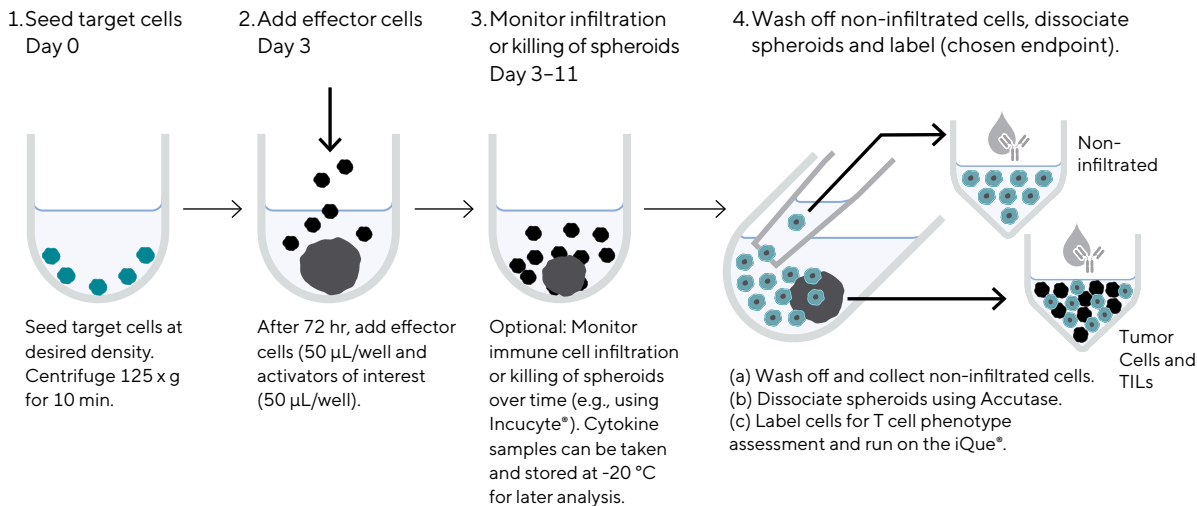 1. Seed target cells
Day 0
2. Add effector cells
Day 3
3. Monitor infiltration
or killing of spheroids
Day 3–11
4. Wash off non-infiltrated cells, dissociate
spheroids and label (chosen endpoint).
Non-
infiltrated
Tumor
Cells and
TILs
Seed target cells at
desired density.
Centrifuge 125 x g
for 10 min.
After 72 hr, add effector
cells (50 µL/well and
activators of interest
(50 µL/well).
Optional: Monitor
immune cell infiltration
or killing of spheroids
over time (e.g., using
Incucyte®). Cytokine
samples can be taken
and stored at -20 °C
for later analysis.
(a) Wash off and collect non-infiltrated cells.
(b) Dissociate spheroids using Accutase.
(c) Label cells for T cell phenotype
assessment and run on the iQue®.